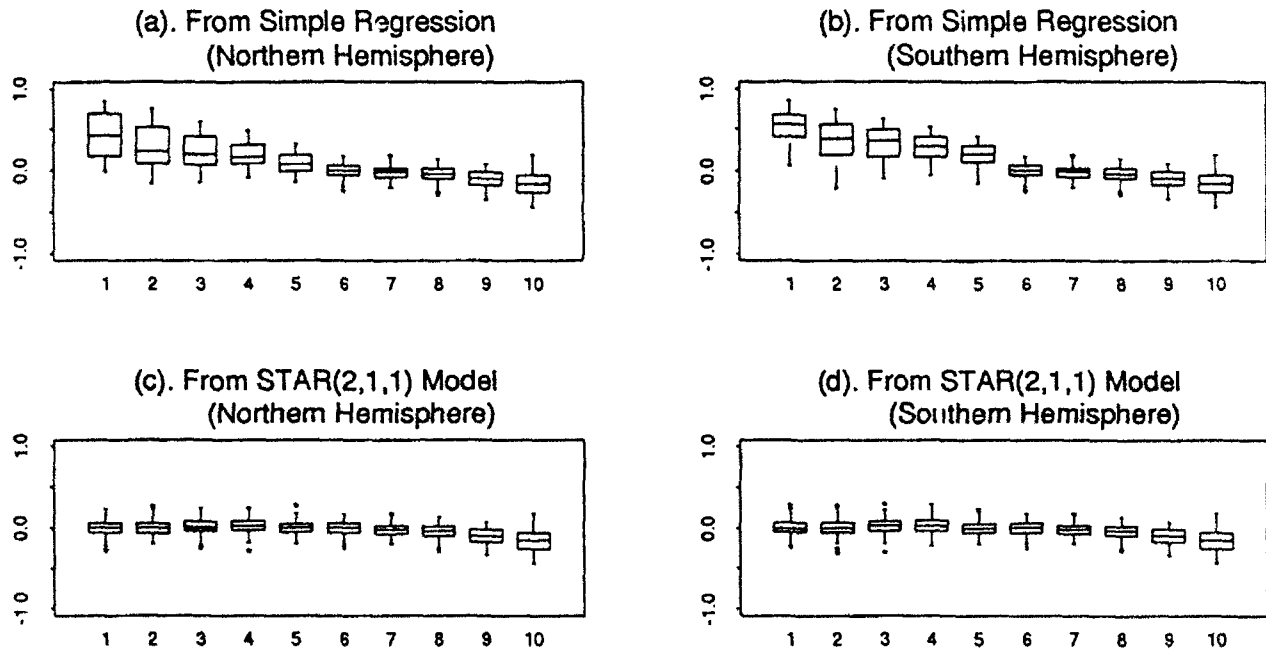 (a). From Simple Regression
(Northern Hemisphere)
1.0
0.0
-1.0
1 2 3 4 5 6 7 8 9 10
(b). From Simple Regression
(Southern Hemisphere)
1.0
0.0
-1.0
1 2 3 4 5 6 7 8 9 10
(c). From STAR(2,1,1) Model
(Northern Hemisphere)
1.0
0.0
-1.0
1 2 3 4 5 6 7 8 9 10
(d). From STAR(2,1,1) Model
(Southern Hemisphere)
1.0
0.0
-1.0
1 2 3 4 5 6 7 8 9 10